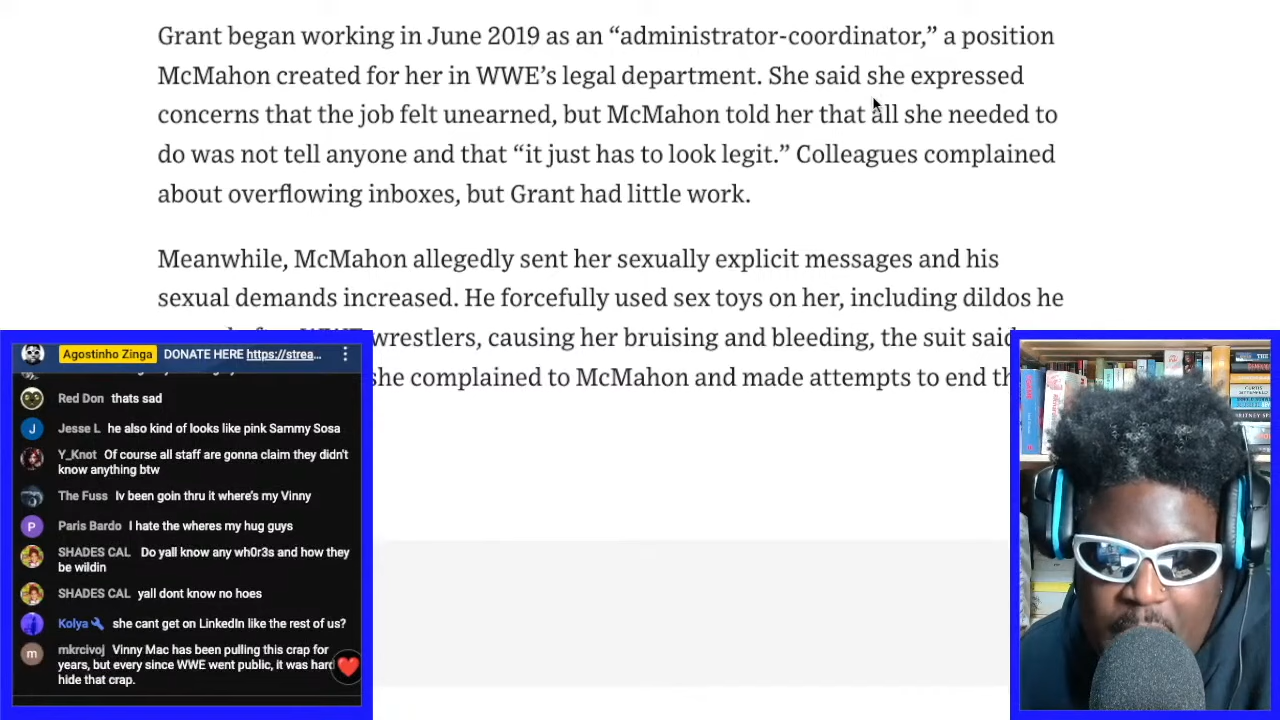 Grant began working in June 2019 as an “administrator-coordinator,” a position
McMahon created for her in WWE’s legal department. She said she expressed
concerns that the job felt unearned, but McMahon told her that all she needed to
do was not tell anyone and that “it just has to look legit.” Colleagues complained
about overflowing inboxes, but Grant had little work.
Meanwhile, McMahon allegedly sent her sexually explicit messages and his
sexual demands increased. He forcefully used sex toys on her, including dildos he
wrestlers, causing her bruising and bleeding, the suit said
she complained to McMahon and made attempts to end th
Agostinho Zinga DONATE HERE https://strea...
Red Don thats sad
Jesse L he also kind of looks like pink Sammy Sosa
Y_Knot Of course all staff are gonna claim they didn't
know anything btw
The Fuss Iv been goin thru it where's my Vinny
Paris Bardo I hate the wheres my hug guys
SHADES CAL Do yall know any wh0r3s and how they
be wildin
SHADES CAL yall dont know no hoes
Kolya she cant get on LinkedIn like the rest of us?
mkrcivoj Vinny Mac has been pulling this crap for
years, but every since WWE went public, it was hard
hide that crap.